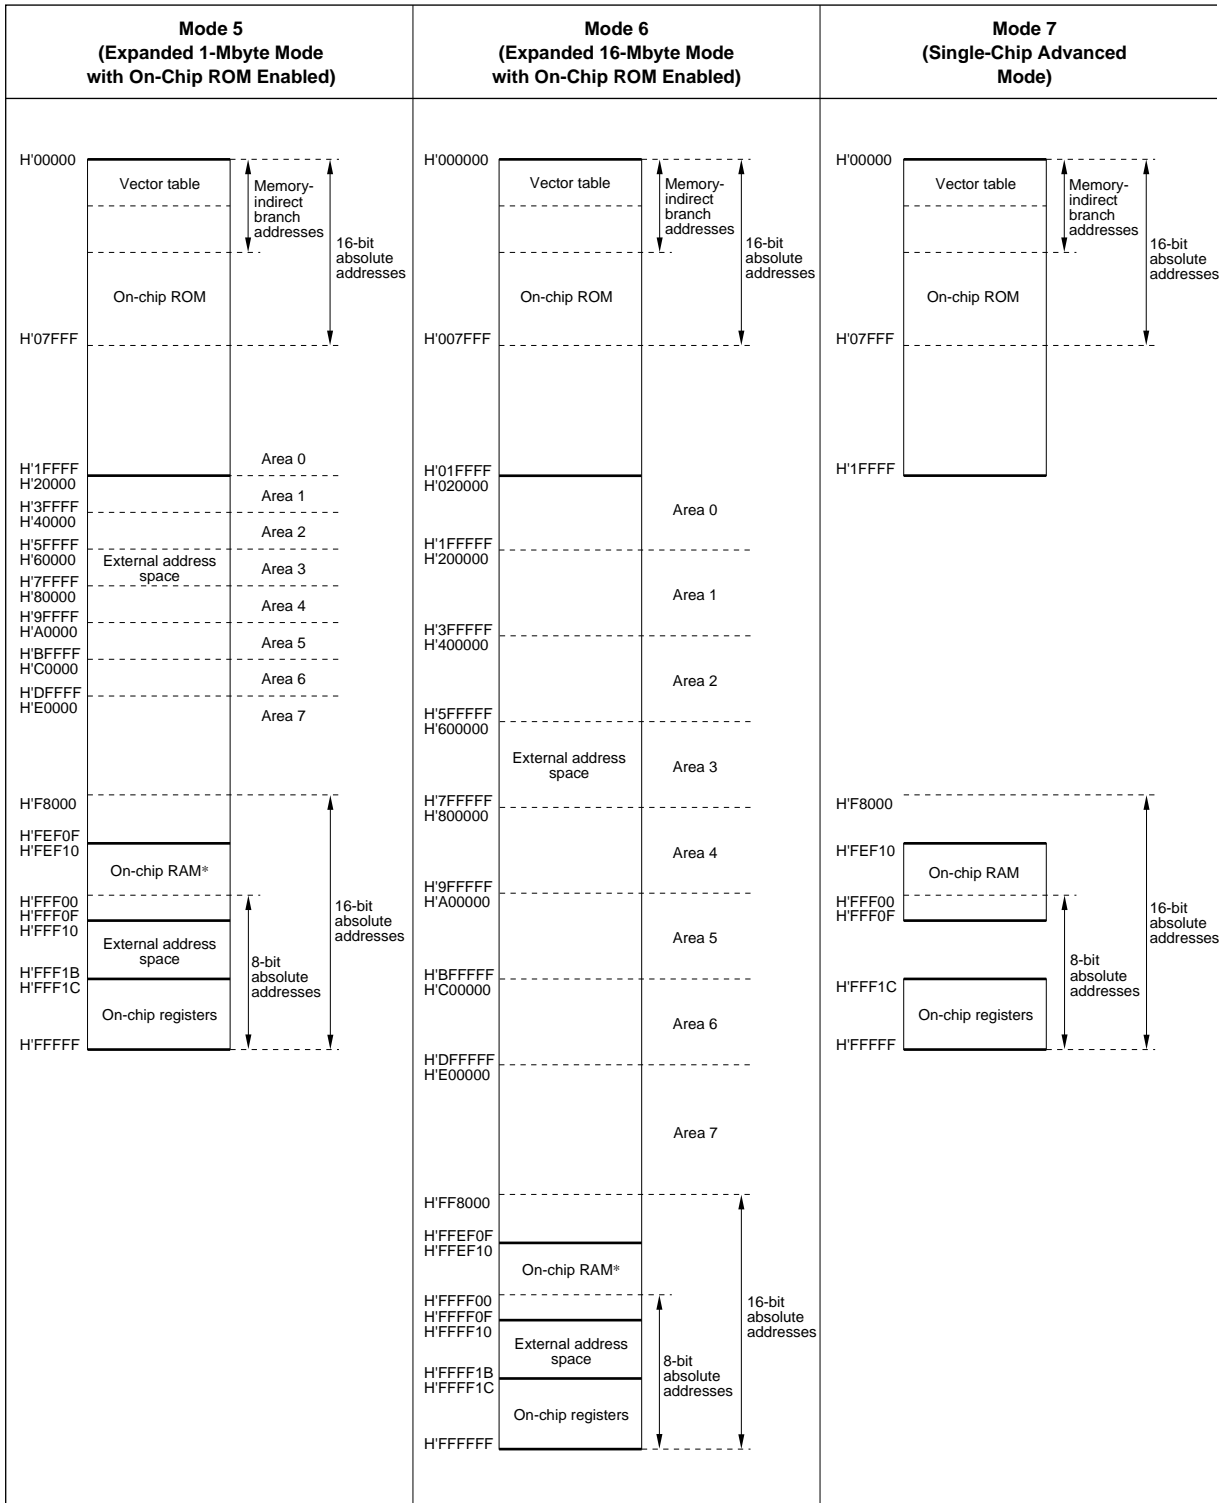 Mode 5
(Expanded 1-Mbyte Mode
with On-Chip ROM Enabled)
H'00000
Vector table
Memory-
indirect
branch
addresses
16-bit
absolute
addresses
On-chip ROM
H'07FFF
Area 0
H'1FFFF
H'20000
Area 1
H'3FFFF
H'40000
Area 2
H'5FFFF
H'60000
External address
space
Area 3
H'7FFFF
H'80000
Area 4
H'9FFFF
H'A0000
Area 5
H'BFFFF
H'C0000
Area 6
H'DFFFF
H'E0000
Area 7
H'F8000
H'FEF0F
H'FEF10
On-chip RAM*
H'FFF00
H'FFF0F
H'FFF10
16-bit
absolute
addresses
External address
space
8-bit
absolute
addresses
H'FFF1B
H'FFF1C
On-chip registers
H'FFFFF
Mode 6
(Expanded 16-Mbyte Mode
with On-Chip ROM Enabled)
H'000000
Vector table
Memory-
indirect
branch
addresses
16-bit
absolute
addresses
On-chip ROM
H'007FFF
H'01FFFF
H'020000
Area 0
H'1FFFFF
H'200000
Area 1
H'3FFFFF
H'400000
Area 2
H'5FFFFF
H'600000
External address
space
Area 3
H'7FFFFF
H'800000
Area 4
H'9FFFFF
H'A00000
Area 5
H'BFFFFF
H'C00000
Area 6
H'DFFFFF
H'E00000
Area 7
H'FF8000
H'FFEF0F
H'FFEF10
On-chip RAM*
H'FFFF00
H'FFFF0F
H'FFFF10
16-bit
absolute
addresses
External address
space
8-bit
absolute
addresses
H'FFFF1B
H'FFFF1C
On-chip registers
H'FFFFFF
Mode 7
(Single-Chip Advanced
Mode)
H'00000
Vector table
Memory-
indirect
branch
addresses
16-bit
absolute
addresses
On-chip ROM
H'07FFF
H'1FFFF
H'F8000
H'FEF10
On-chip RAM
H'FFF00
H'FFF0F
16-bit
absolute
addresses
8-bit
absolute
addresses
H'FFF1C
On-chip registers
H'FFFFF